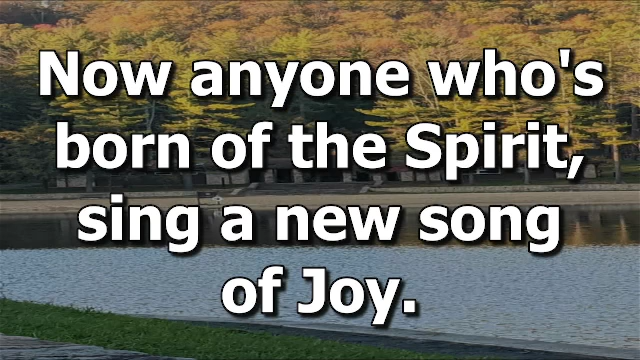 Now anyone who's
born of the Spirit,
sing a new song
of Joy.